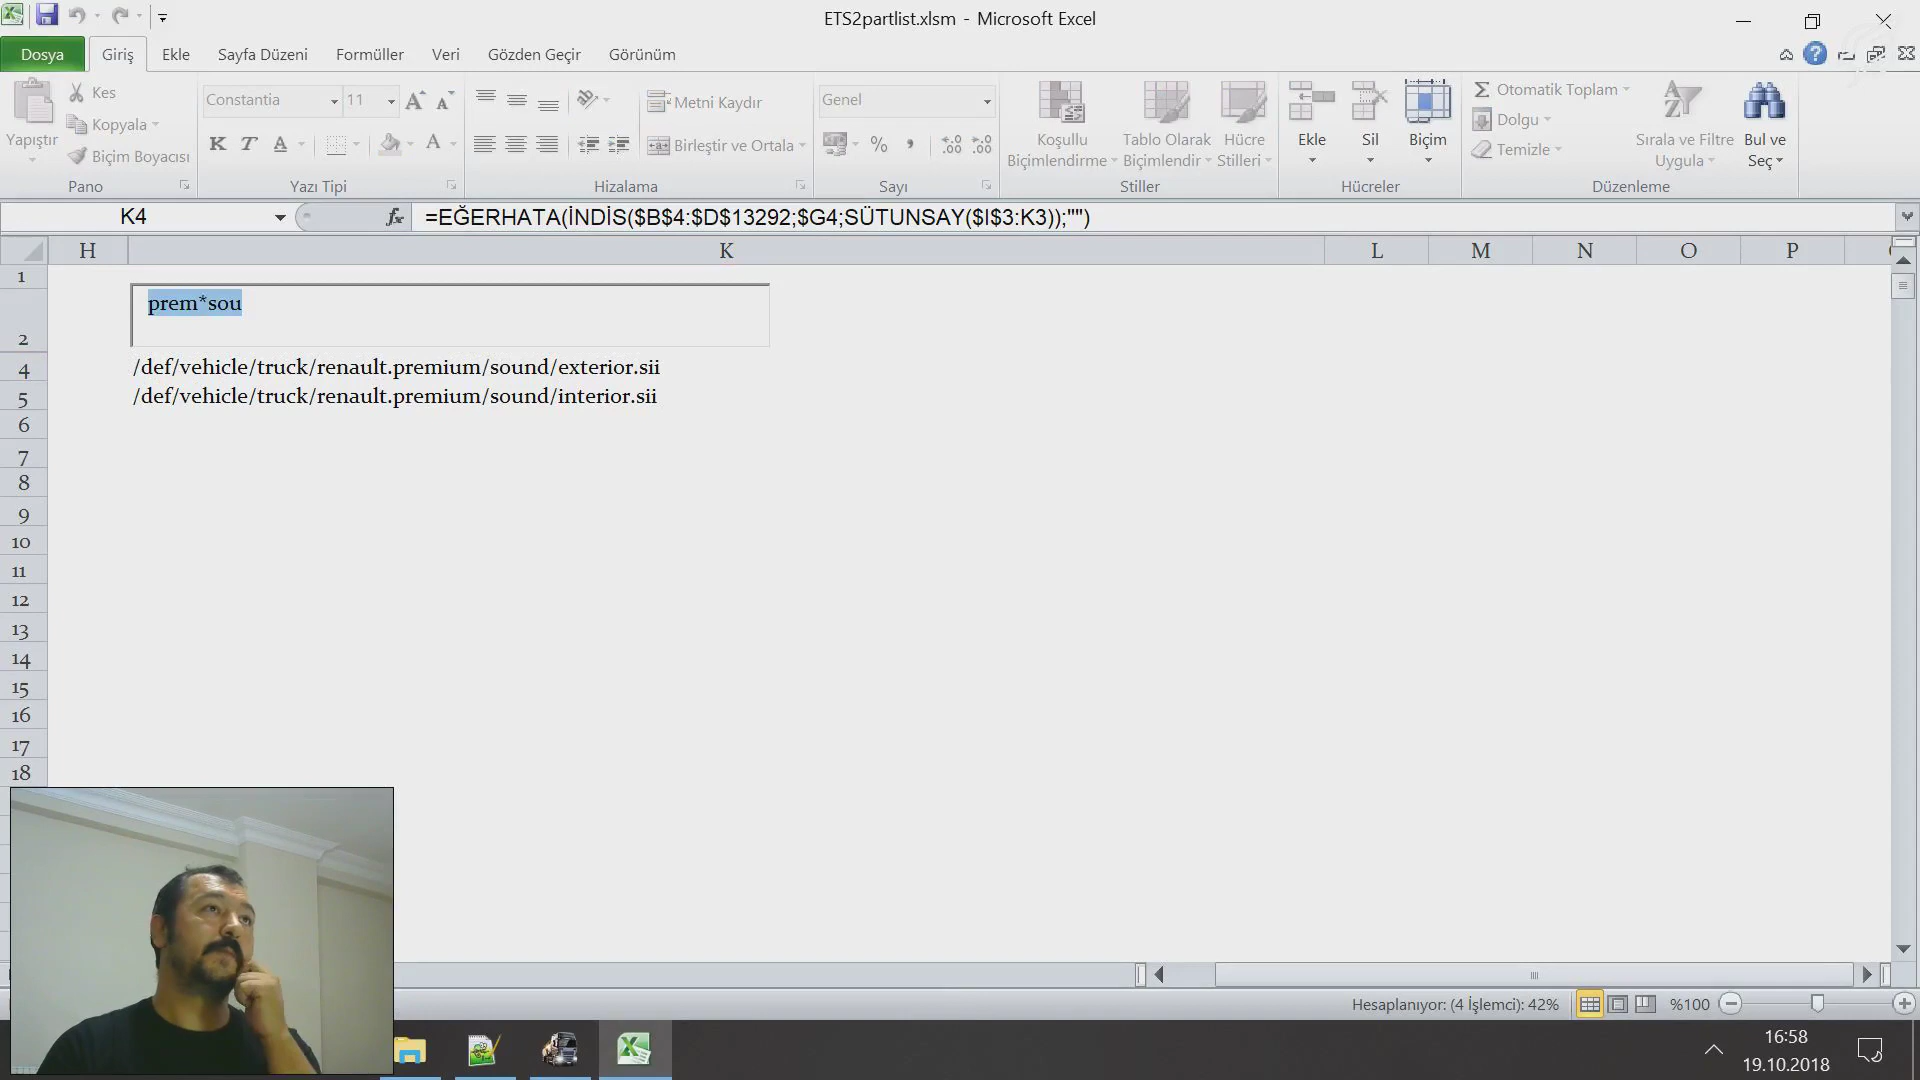 ETS2partlist.xlsm - Microsoft Excel
Dosya Giriş Ekle Sayfa Düzeni Formüller Veri Gözden Geçir Görünüm
Yapıştır
Kes
Kopyala
Biçim Boyacısı
Pano
Constantia 11
K T A A
Yazı Tipi
Metni Kaydır
Birleştir ve Ortala
Hizalama
Genel
%
Sayı
Koşullu Biçimlendirme
Tablo Olarak Biçimlendir
Hücre Stilleri
Stiller
Ekle
Sil
Biçim
Hücreler
Otomatik Toplam
Dolgu
Temizle
Sırala ve Filtre Uygula
Bul ve Seç
Düzenleme
K4
fx
=EĞERHATA(İNDİS($B$4:$D$13292;$G4;SÜTUNSAY($I$3:K3));"")
H K L M N O P
1
prem*sou
2
4 /def/vehicle/truck/renault.premium/sound/exterior.sii
5 /def/vehicle/truck/renault.premium/sound/interior.sii
6
7
8
9
10
11
12
13
14
15
16
17
18
Hesaplanıyor: (4 İşlemci): 42%
%100
16:58
19.10.2018